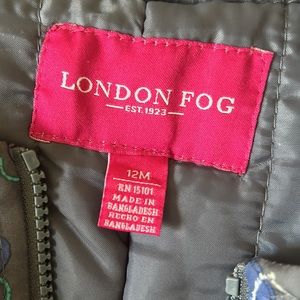 LONDON FOG
EST. 1923
12M
RN 15101
MADE IN
BANGLADESH
HECHO EN
BANGLADESH